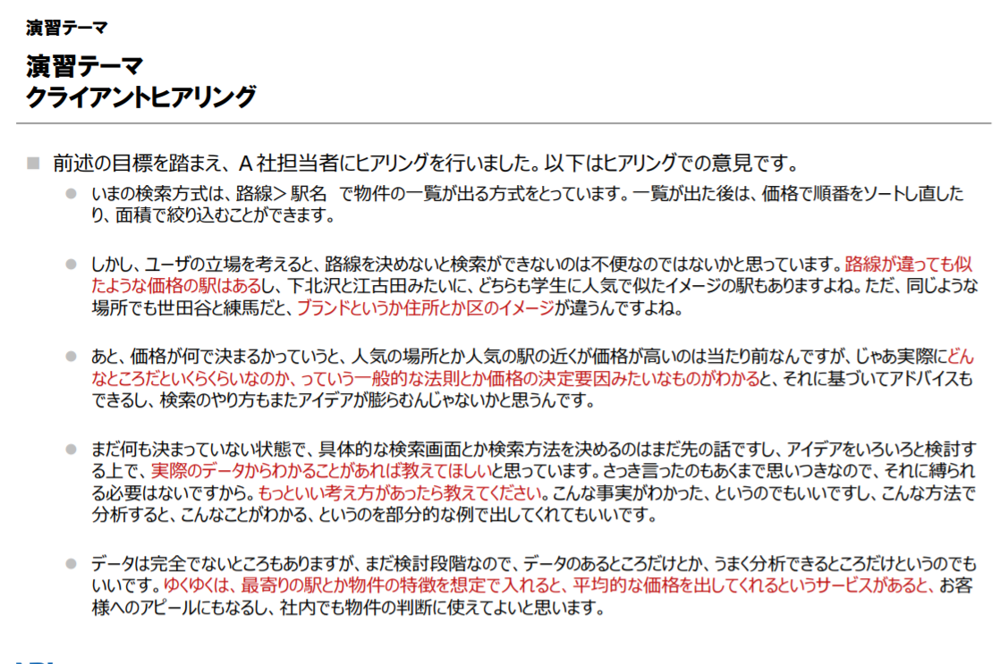 演習テーマ
演習テーマ
クライアントヒアリング
■ 前述の目標を踏まえ、A社担当者にヒアリングを行いました。以下はヒアリングでの意見です。
● いまの検索方式は、路線＞駅名 で物件の一覧が出る方式をとっています。一覧が出た後は、価格で順番をソートし直した
り、面積で絞り込むことができます。
● しかし、ユーザの立場を考えると、路線を決めないと検索ができないのは不便なのではないかと思っています。路線が違っても似
たような価格の駅はあるし、下北沢と江古田みたいに、どちらも学生に人気で似たイメージの駅もありますよね。ただ、同じような
場所でも世田谷と練馬だと、ブランドというか住所とか区のイメージが違うんですよね。
● あと、価格が何で決まるかっていうと、人気の場所とか人気の駅の近くが価格が高いのは当たり前なんですが、じゃあ実際にどん
なところだといくらくらいなのか、っていう一般的な法則とか価格の決定要因みたいなものがわかると、それに基づいてアドバイスも
できるし、検索のやり方もまたアイデアが膨らむんじゃないかと思うんです。
● まだ何も決まっていない状態で、具体的な検索画面とか検索方法を決めるのはまだ先の話ですし、アイデアをいろいろと検討す
る上で、実際のデータからわかることがあれば教えてほしいと思っています。さっき言ったのもあくまで思いつきなので、それに縛られ
る必要はないですから。もっといい考え方があったら教えてください。こんな事実がわかった、というのでもいいですし、こんな方法で
分析すると、こんなことがわかる、というのを部分的な例で出してくれてもいいです。
● データは完全でないところもありますが、まだ検討段階なので、データのあるところだけとか、うまく分析できるところだけというのでも
いいです。ゆくゆくは、最寄りの駅とか物件の特徴を想定で入れると、平均的な価格を出してくれるというサービスがあると、お客
様へのアピールにもなるし、社内でも物件の判断に使えてよいと思います。